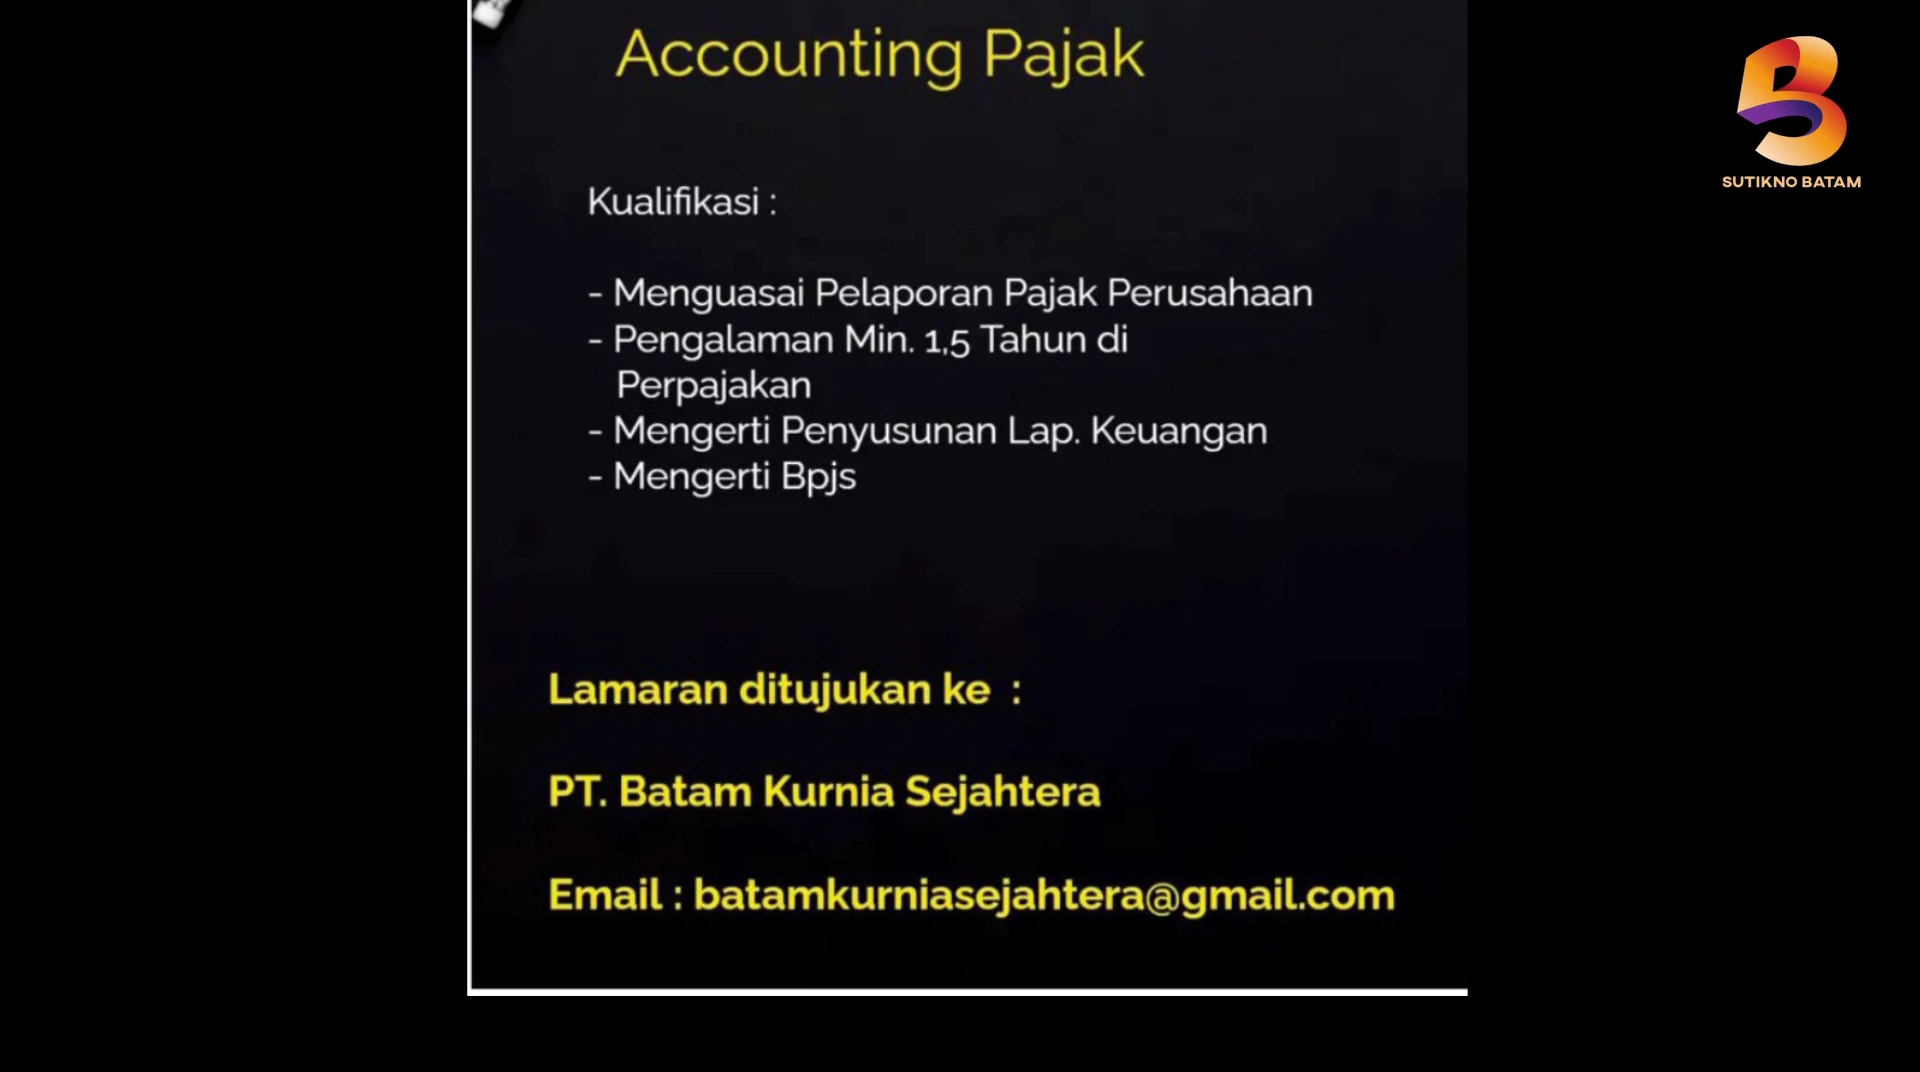 Accounting Pajak
SUTIKNO BATAM
Kualifikasi :
- Menguasai Pelaporan Pajak Perusahaan
- Pengalaman Min. 1,5 Tahun di
Perpajakan
- Mengerti Penyusunan Lap. Keuangan
- Mengerti Bpjs
Lamaran ditujukan ke :
PT. Batam Kurnia Sejahtera
Email : batamkurniasejahtera@gmail.com